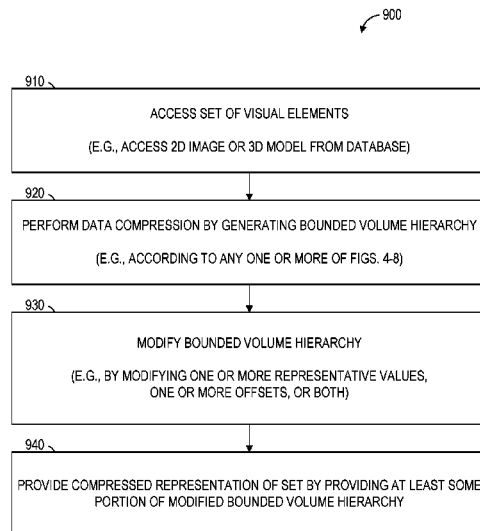 900
910
ACCESS SET OF VISUAL ELEMENTS
(E.G., ACCESS 2D IMAGE OR 3D MODEL FROM DATABASE)
920
PERFORM DATA COMPRESSION BY GENERATING BOUNDED VOLUME HIERARCHY
(E.G., ACCORDING TO ANY ONE OR MORE OF FIGS. 4-8)
930
MODIFY BOUNDED VOLUME HIERARCHY
(E.G., BY MODIFYING ONE OR MORE REPRESENTATIVE VALUES,
ONE OR MORE OFFSETS, OR BOTH)
940
PROVIDE COMPRESSED REPRESENTATION OF SET BY PROVIDING AT LEAST SOME
PORTION OF MODIFIED BOUNDED VOLUME HIERARCHY